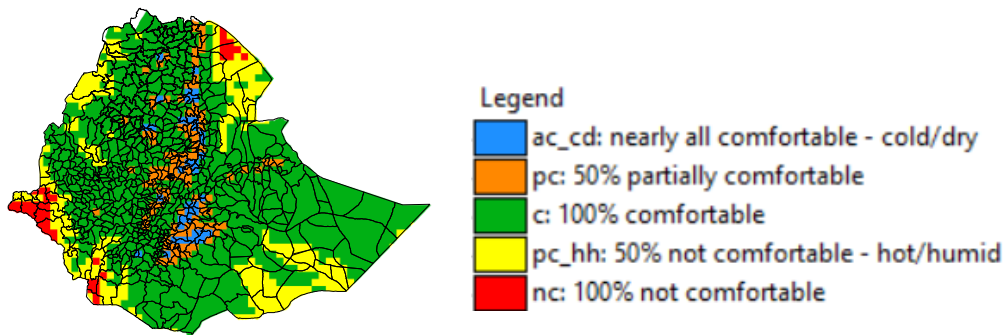 Legend
ac_cd: nearly all comfortable - cold/dry
pc: 50% partially comfortable
c: 100% comfortable
pc_hh: 50% not comfortable - hot/humid
nc: 100% not comfortable